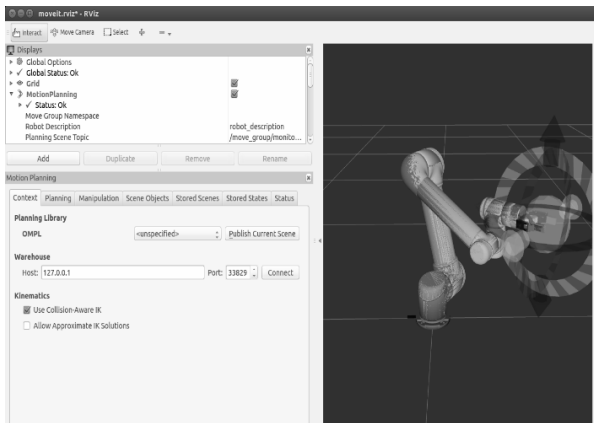 moveit.rviz* - RViz
Interact Move Camera Select
Displays
Global Options
Global Status: Ok
Grid
MotionPlanning
Status: Ok
Move Group Namespace
Robot Description robot_description
Planning Scene Topic /move_group/monito...
Add Duplicate Remove Rename
Motion Planning
Context Planning Manipulation Scene Objects Stored Scenes Stored States Status
Planning Library
OMPL <unspecified> Publish Current Scene
Warehouse
Host: 127.0.0.1 Port: 33829 Connect
Kinematics
Use Collision-Aware IK
Allow Approximate IK Solutions